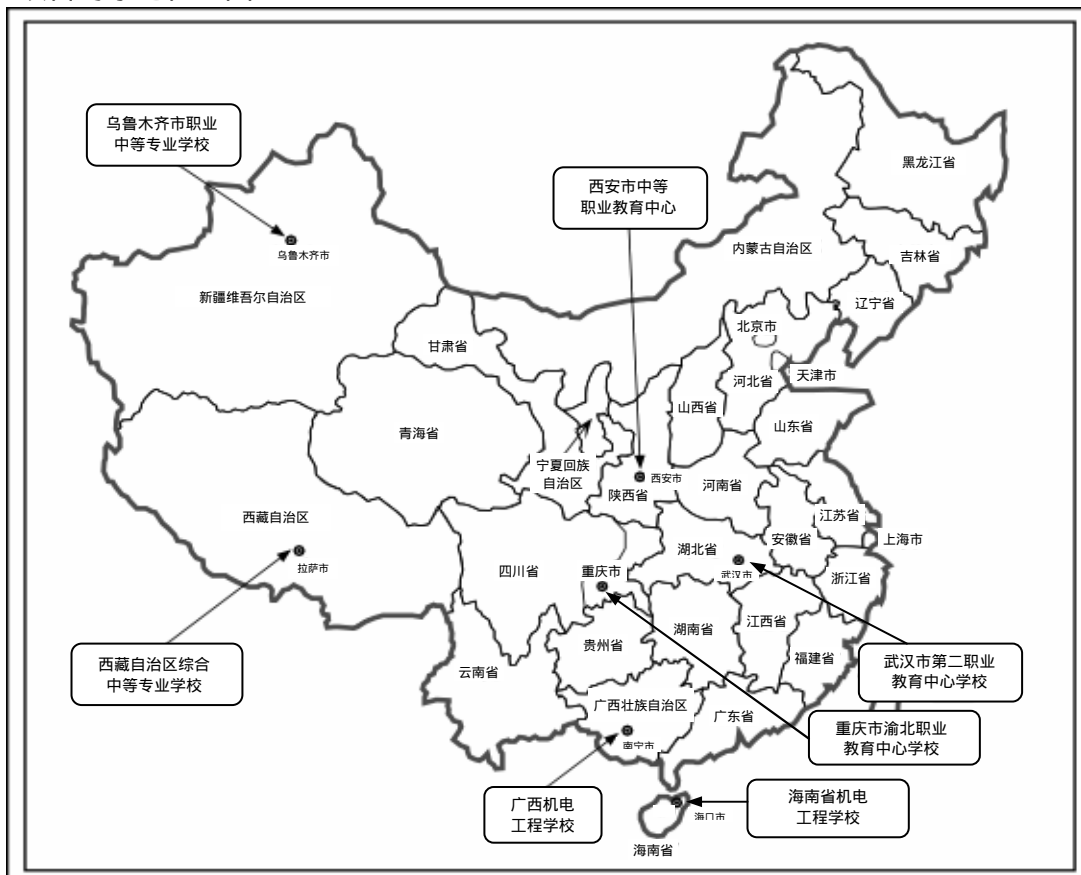 乌鲁木齐市职业
中等专业学校
西安市中等
职业教育中心
黑龙江省
内蒙古自治区
吉林省
乌鲁木齐市
新疆维吾尔自治区
辽宁省
北京市
甘肃省
河北省
天津市
山西省
山东省
青海省
宁夏回族
自治区
西安市
陕西省
河南省
江苏省
西藏自治区
安徽省
上海市
湖北省
拉萨市
四川省
重庆市
武汉市
浙江省
湖南省
江西省
贵州省
福建省
西藏自治区综合
中等专业学校
云南省
武汉市第二职业
教育中心学校
广西壮族自治区
广东省
南宁市
重庆市渝北职业
教育中心学校
广西机电
工程学校
海口市
海南省机电
工程学校
海南省